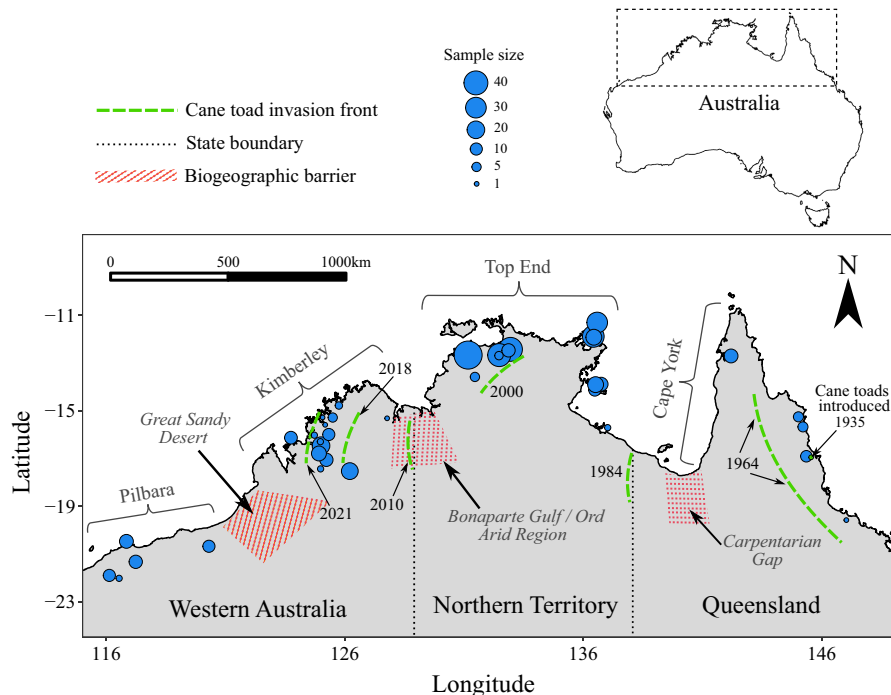 Sample size
40
30
20
10
5
1
Cane toad invasion front
State boundary
Biogeographic barrier
Australia
0 500 1000km
Top End
N
−11
−15
−19
−23
Latitude
Kimberley
2018
2000
Cape York
Cane toads
introduced
1935
Great Sandy
Desert
1964
1984
Pilbara
2021
2010
Bonaparte Gulf / Ord
Arid Region
Carpentarian
Gap
Western Australia
Northern Territory
Queensland
116 126 136 146
Longitude